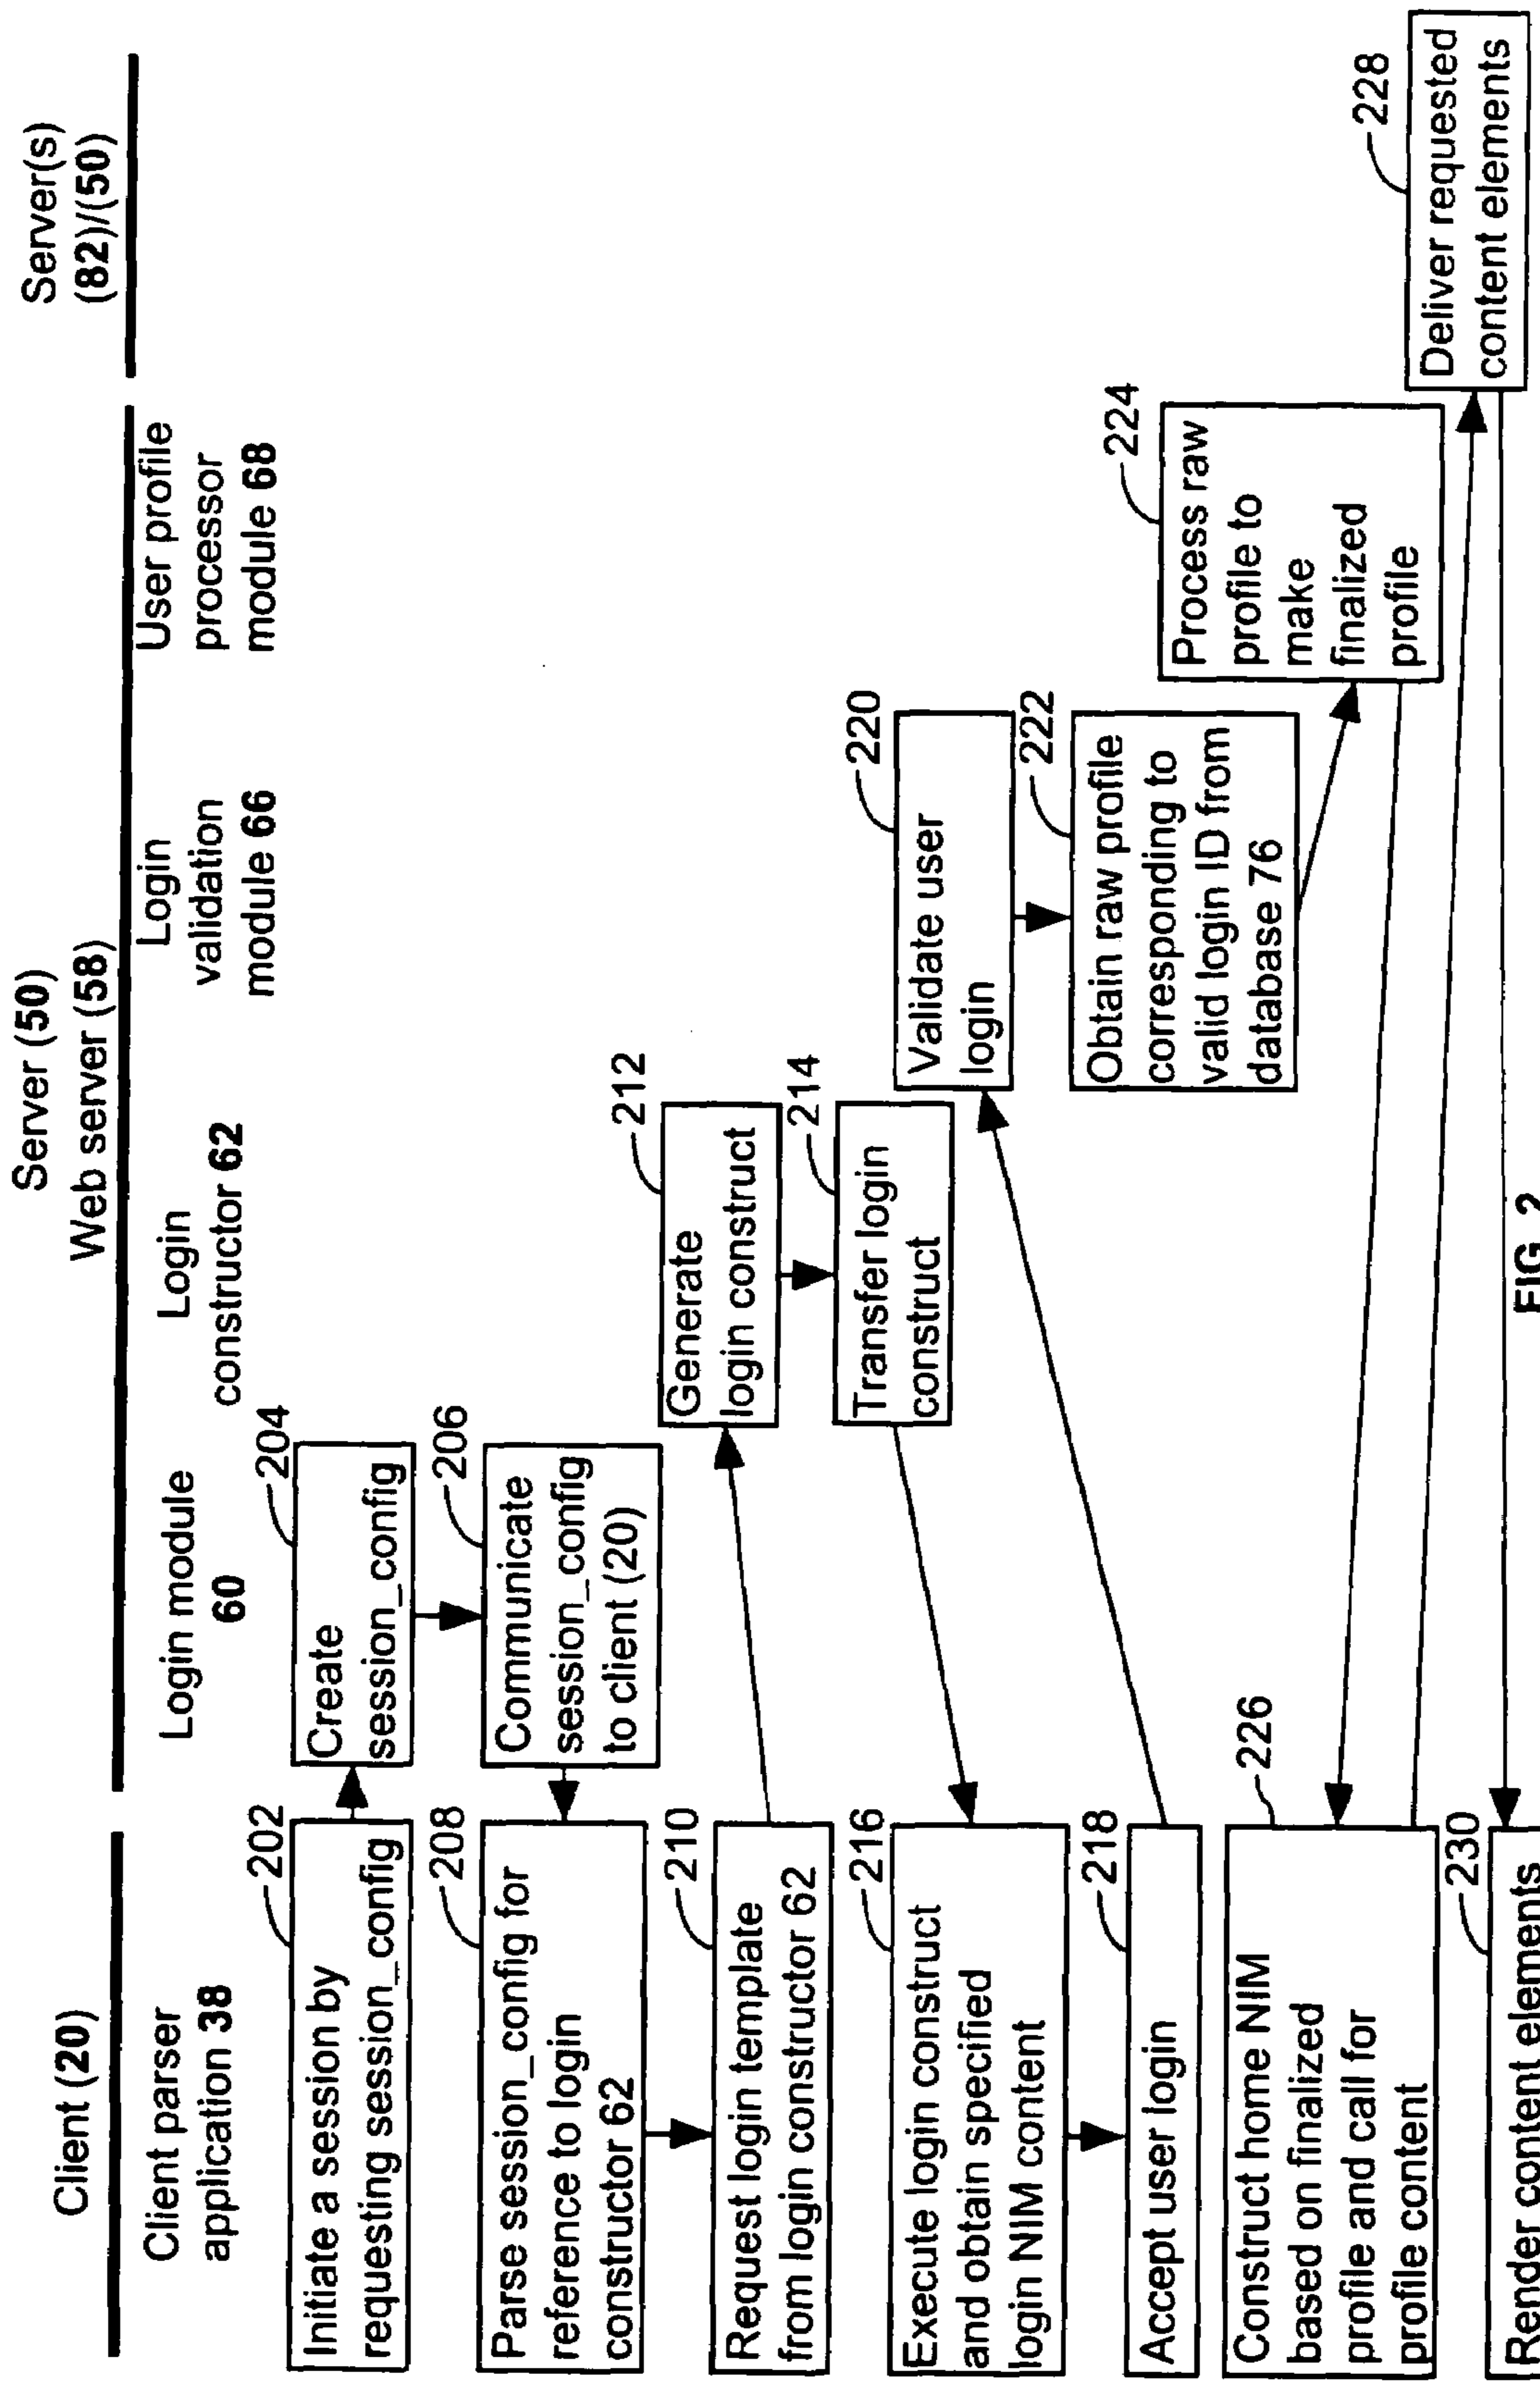 Client (20)
Server (50)
Web server (58)
Server(s)
(82)/(50)
Client parser
application 38
Login module
60
Login
constructor 62
Login
validation
module 66
User profile
processor
module 68
202
Initiate a session by
requesting session_config
204
Create
session_config
206
Communicate
session_config
to client (20)
208
Parse session_config for
reference to login
constructor 62
210
Request login template
from login constructor 62
212
Generate
login construct
214
Transfer login
construct
216
Execute login construct
and obtain specified
login NIM content
218
Accept user login
220
Validate user
login
222
Obtain raw profile
corresponding to
valid login ID from
database 76
224
Process raw
profile to
make
finalized
profile
226
Construct home NIM
based on finalized
profile and call for
profile content
228
Deliver requested
content elements
230
Render content elements
FIG. 2